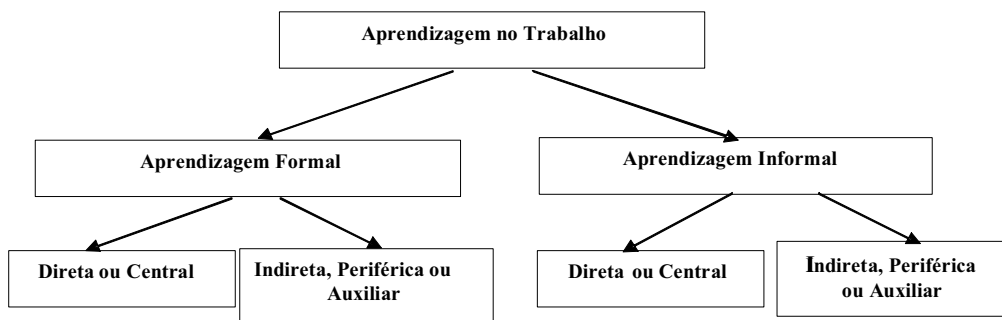 Aprendizagem no Trabalho
Aprendizagem Formal
Aprendizagem Informal
Direta ou Central
Indireta, Periférica ou
Auxiliar
Direta ou Central
Indireta, Periférica
ou Auxiliar